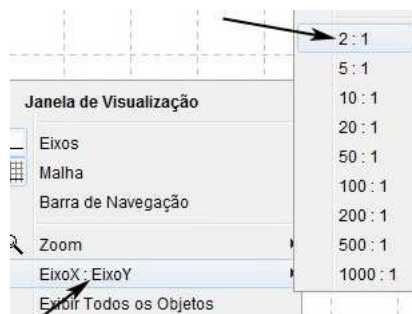 Janela de Visualização
Eixos
Malha
Barra de Navegação
Zoom
EixoX : EixoY
Exibir Todos os Objetos
2 : 1
5 : 1
10 : 1
20 : 1
50 : 1
100 : 1
200 : 1
500 : 1
1000 : 1